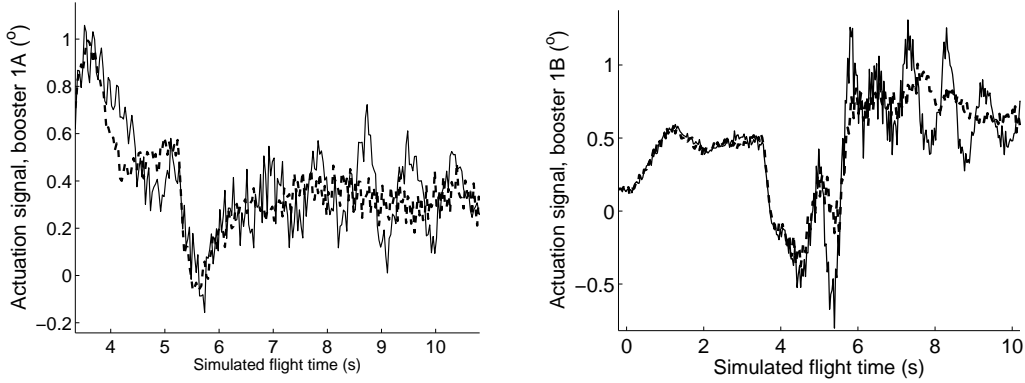 Actuation signal, booster 1A (º)
1
0.8
0.6
0.4
0.2
0
−0.2
4 5 6 7 8 9 10
Simulated flight time (s)
Actuation signal, booster 1B (º)
1
0.5
0
−0.5
0 2 4 6 8 10
Simulated flight time (s)